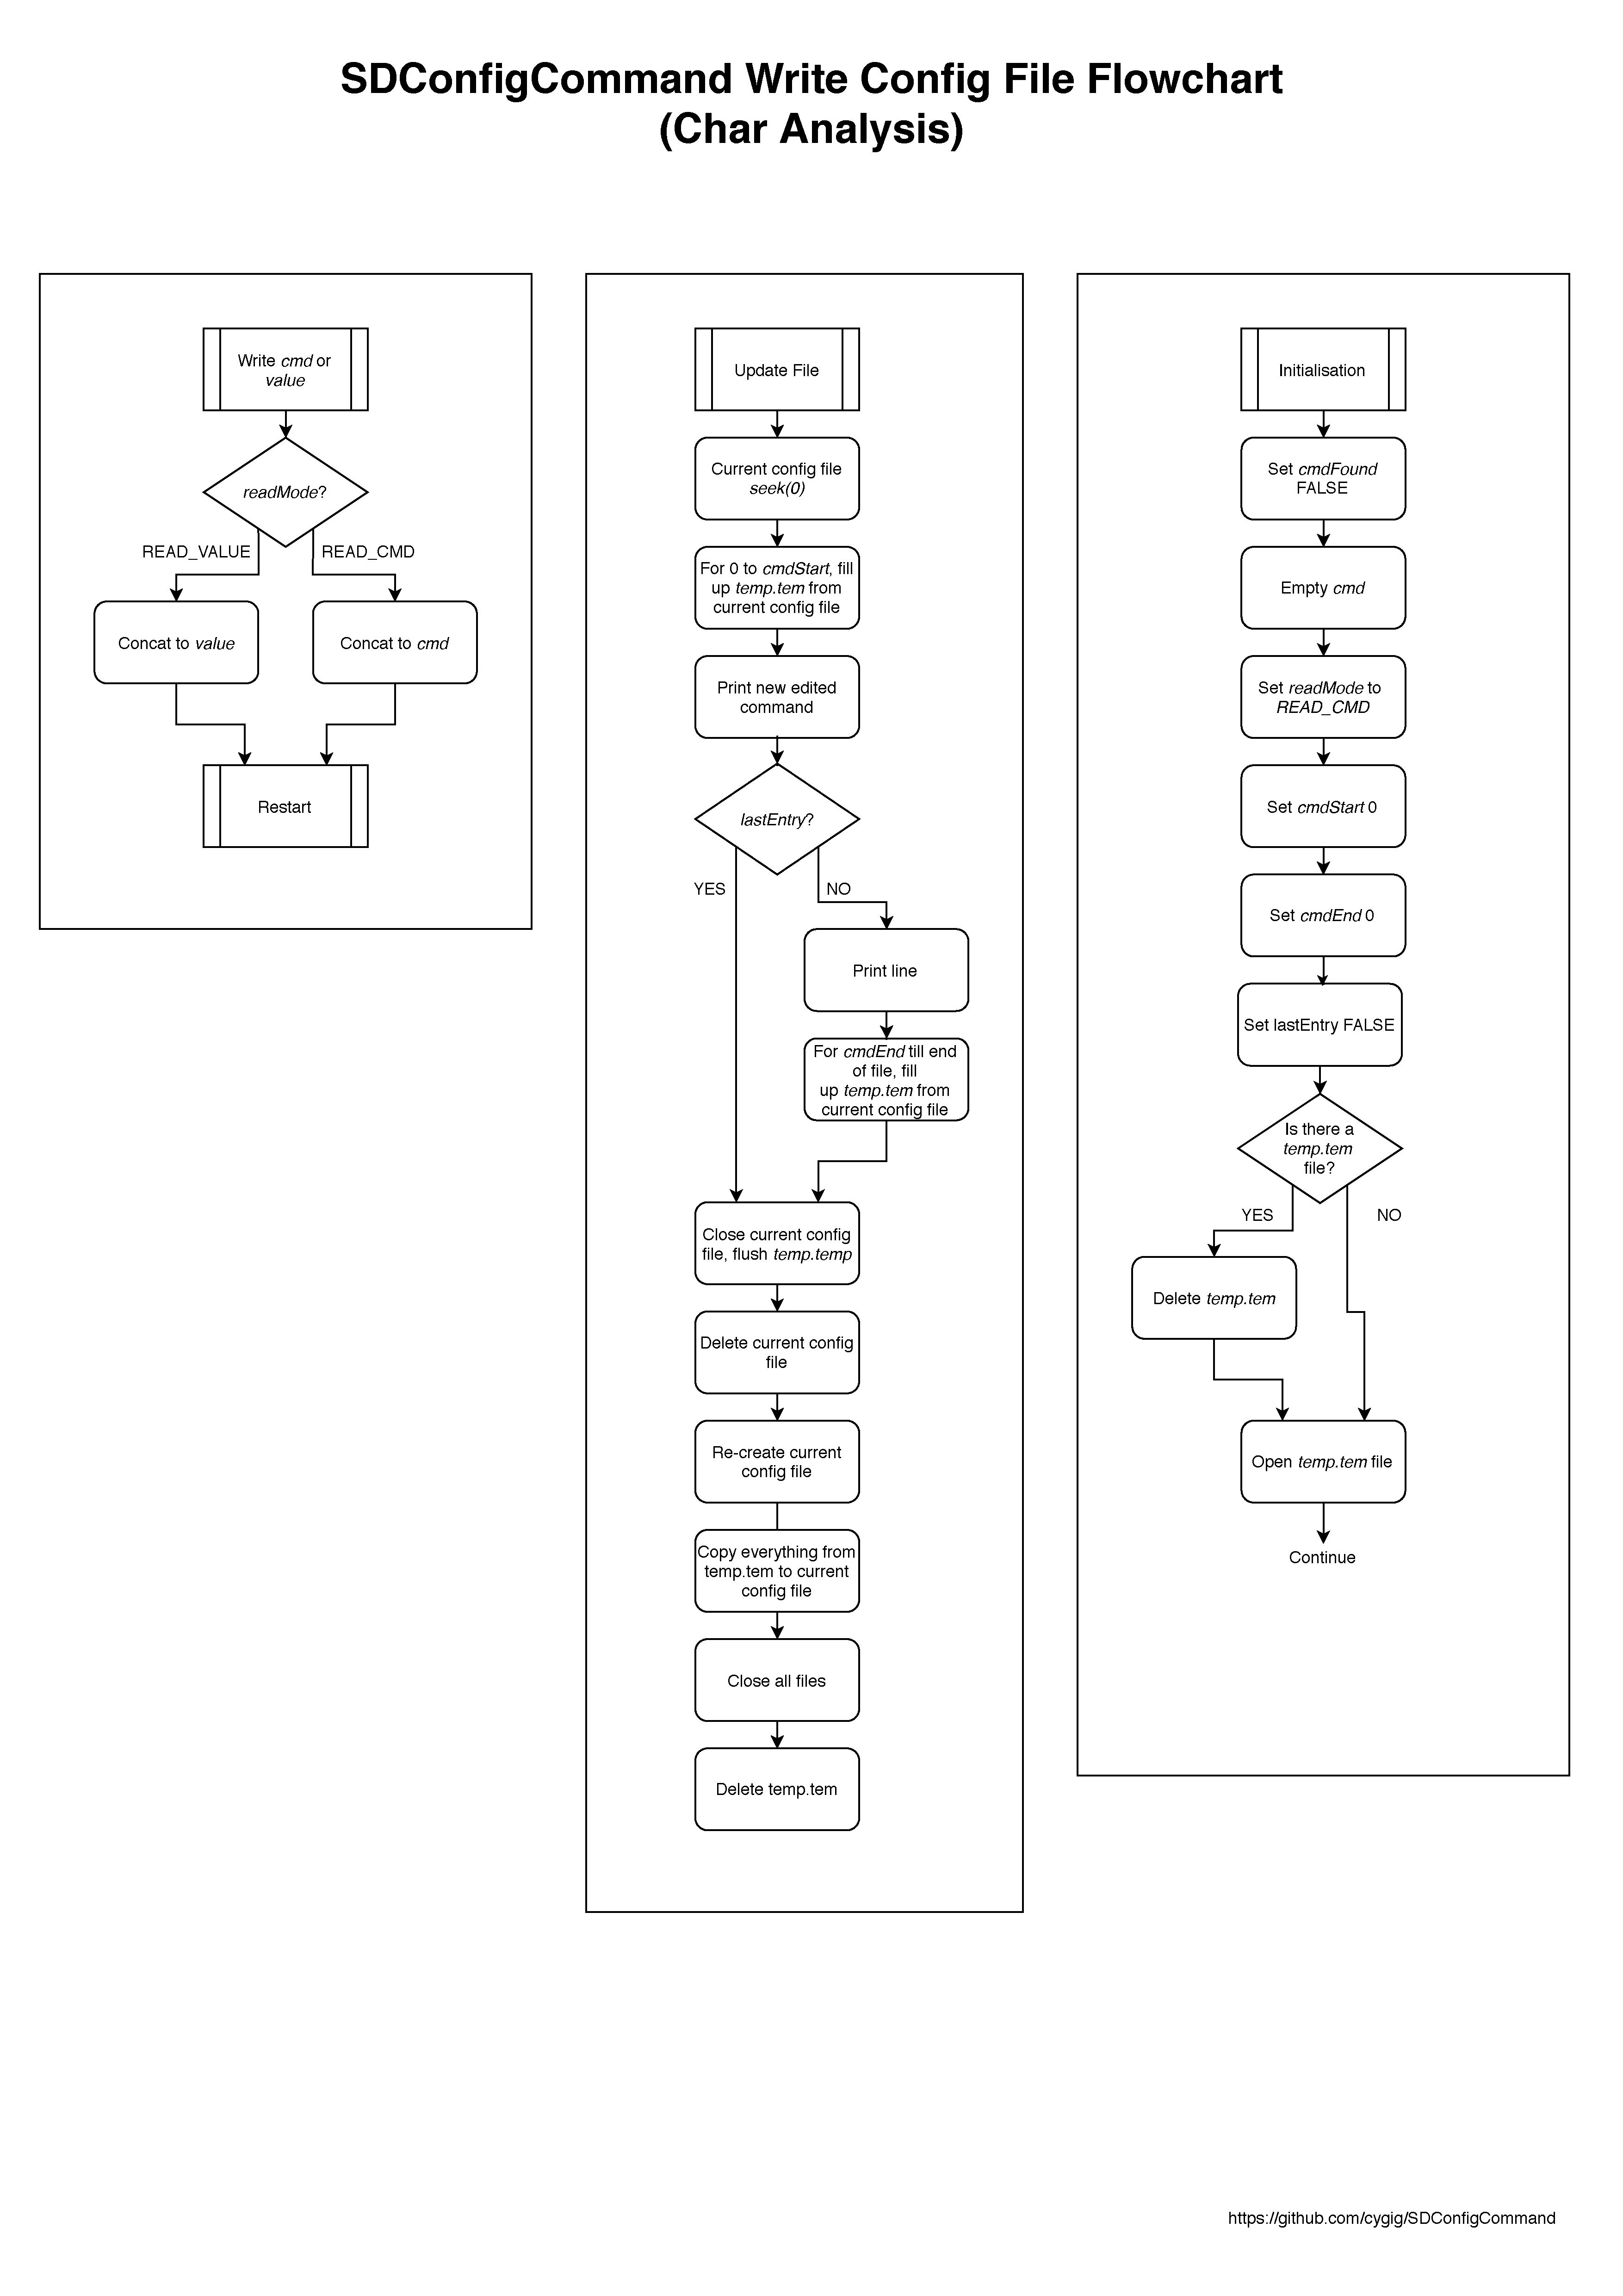 SDConfigCommand Write Config File Flowchart
(Char Analysis)
Write cmd or
value
readMode?
READ_VALUE
READ_CMD
Concat to value
Concat to cmd
Restart
Update File
Current config file
seek(0)
For 0 to cmdStart, fill
up temp.tem from
current config file
Print new edited
command
lastEntry?
YES
NO
Print line
For cmdEnd till end
of file, fill
up temp.tem from
current config file
Close current config
file, flush temp.temp
Delete current config
file
Re-create current
config file
Copy everything from
temp.tem to current
config file
Close all files
Delete temp.tem
Initialisation
Set cmdFound
FALSE
Empty cmd
Set readMode to
READ_CMD
Set cmdStart 0
Set cmdEnd 0
Set lastEntry FALSE
Is there a
temp.tem
file?
YES
NO
Delete temp.tem
Open temp.tem file
Continue
https://github.com/cygig/SDConfigCommand